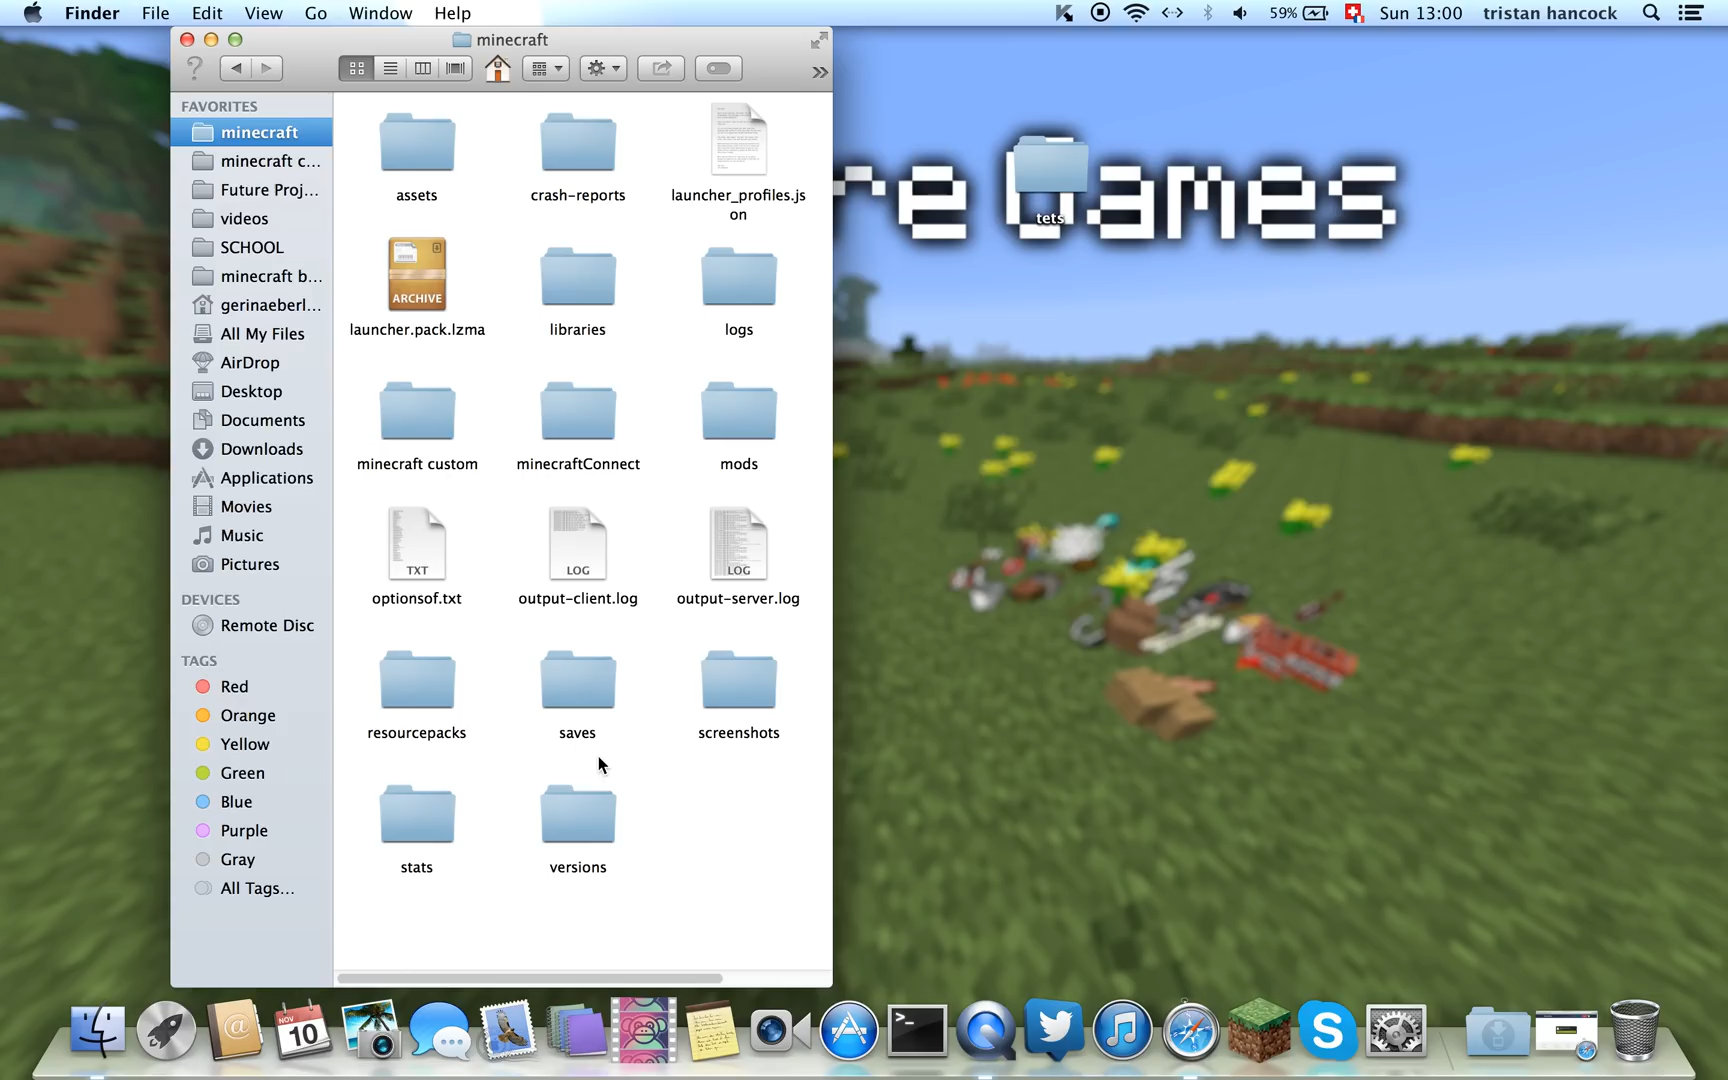 Finder File Edit View Go Window Help 59% Sun 13:00 tristan hancock
minecraft
FAVORITES
minecraft
minecraft c...
Future Proj...
videos
SCHOOL
minecraft b...
gerinaeberl...
All My Files
AirDrop
Desktop
Documents
Downloads
Applications
Movies
Music
Pictures
DEVICES
Remote Disc
TAGS
Red
Orange
Yellow
Green
Blue
Purple
Gray
All Tags...
assets crash-reports launcher_profiles.js
on
ARCHIVE
launcher.pack.lzma libraries logs
minecraft custom minecraftConnect mods
TXT LOG LOG
optionsof.txt output-client.log output-server.log
resourcepacks saves screenshots
stats versions
re Games
tets
NOV
10